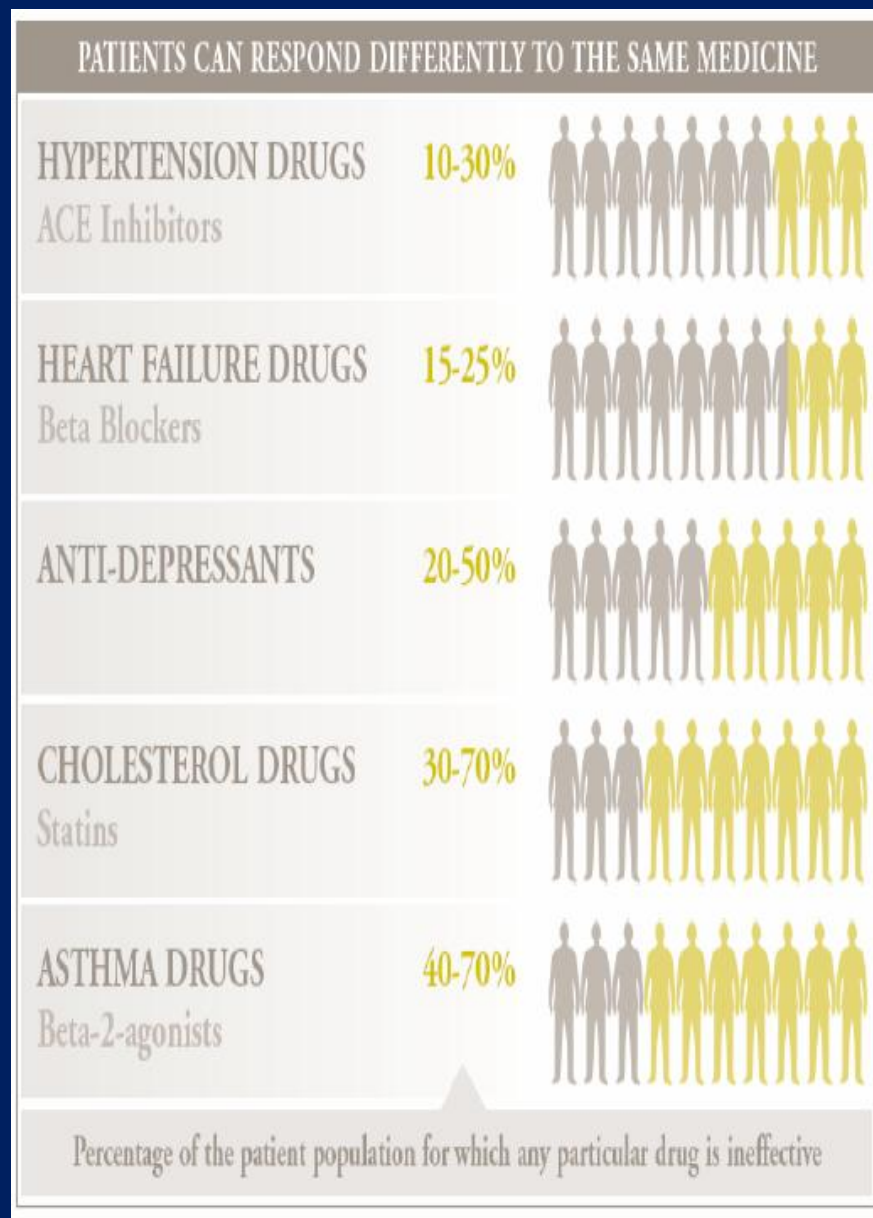 PATIENTS CAN RESPOND DIFFERENTLY TO THE SAME MEDICINE
HYPERTENSION DRUGS 10-30%
ACE Inhibitors
HEART FAILURE DRUGS 15-25%
Beta Blockers
ANTI-DEPRESSANTS 20-50%
CHOLESTEROL DRUGS 30-70%
Statins
ASTHMA DRUGS 40-70%
Beta-2-agonists
Percentage of the patient population for which any particular drug is ineffective